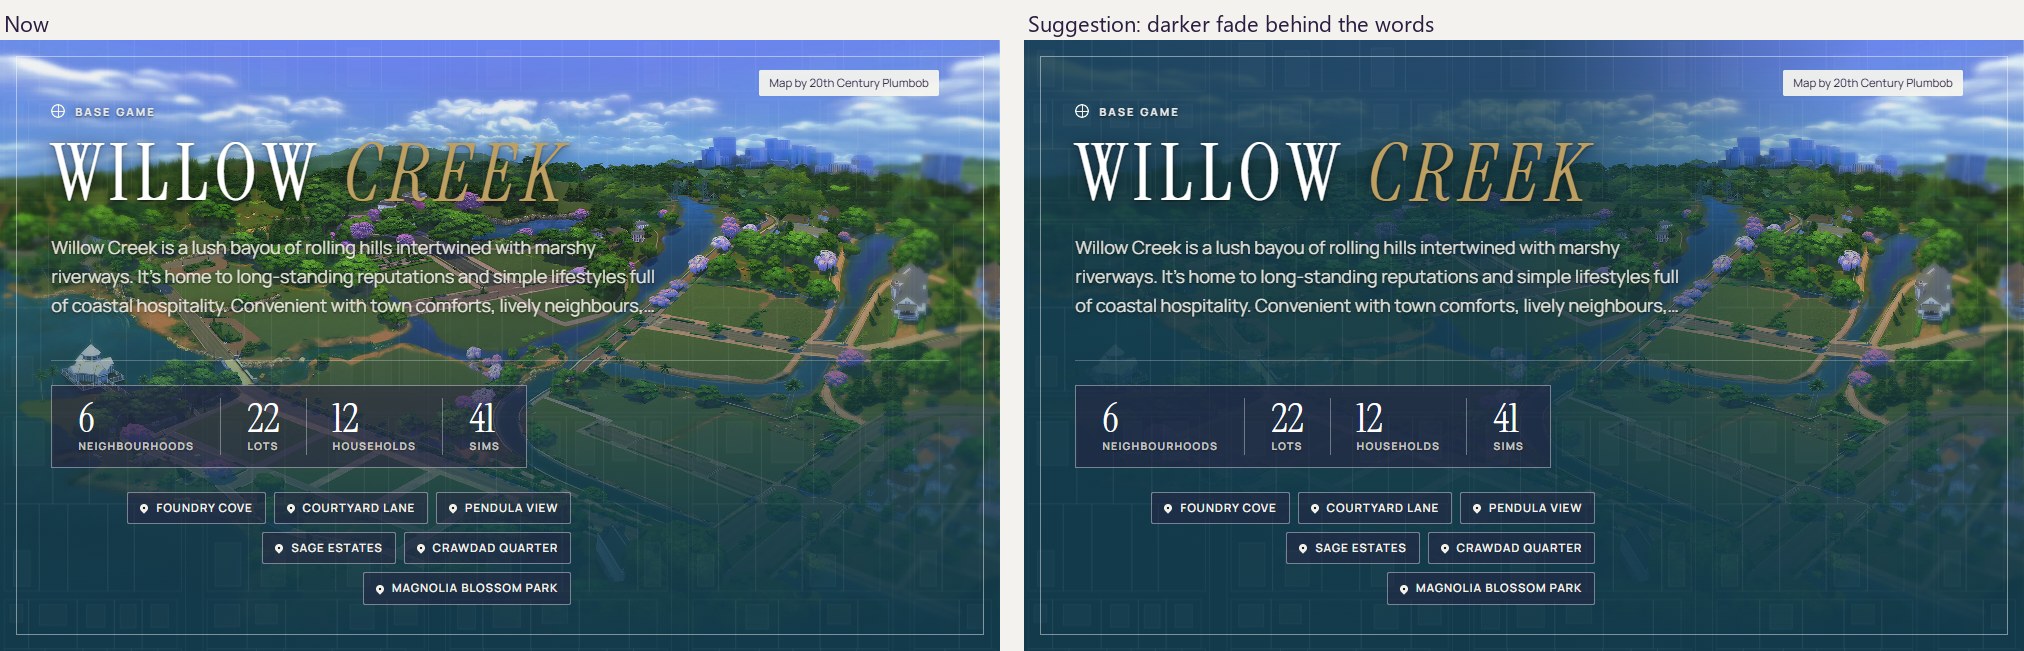 Now
Map by 20th Century Plumbob
BASE GAME
WILLOW CREEK
Willow Creek is a lush bayou of rolling hills intertwined with marshy
riverways. It's home to long-standing reputations and simple lifestyles full
of coastal hospitality. Convenient with town comforts, lively neighbours,...
6 22 12 41
NEIGHBOURHOODS LOTS HOUSEHOLDS SIMS
FOUNDRY COVE COURTYARD LANE PENDULA VIEW
SAGE ESTATES CRAWDAD QUARTER
MAGNOLIA BLOSSOM PARK
Suggestion: darker fade behind the words
Map by 20th Century Plumbob
BASE GAME
WILLOW CREEK
Willow Creek is a lush bayou of rolling hills intertwined with marshy
riverways. It's home to long-standing reputations and simple lifestyles full
of coastal hospitality. Convenient with town comforts, lively neighbours,...
6 22 12 41
NEIGHBOURHOODS LOTS HOUSEHOLDS SIMS
FOUNDRY COVE COURTYARD LANE PENDULA VIEW
SAGE ESTATES CRAWDAD QUARTER
MAGNOLIA BLOSSOM PARK